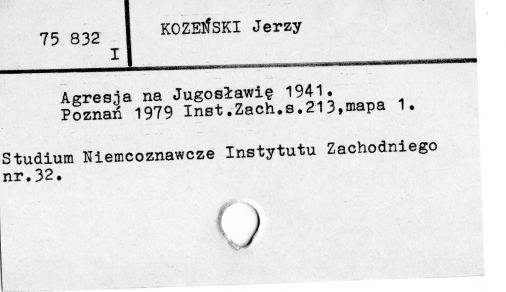 75 832
I
KOZEŃSKI Jerzy
Agresja na Jugosławię 1941.
Poznań 1979 Inst.Zach.s.213,mapa 1.
Studium Niemcoznawcze Instytutu Zachodniego
nr.32.